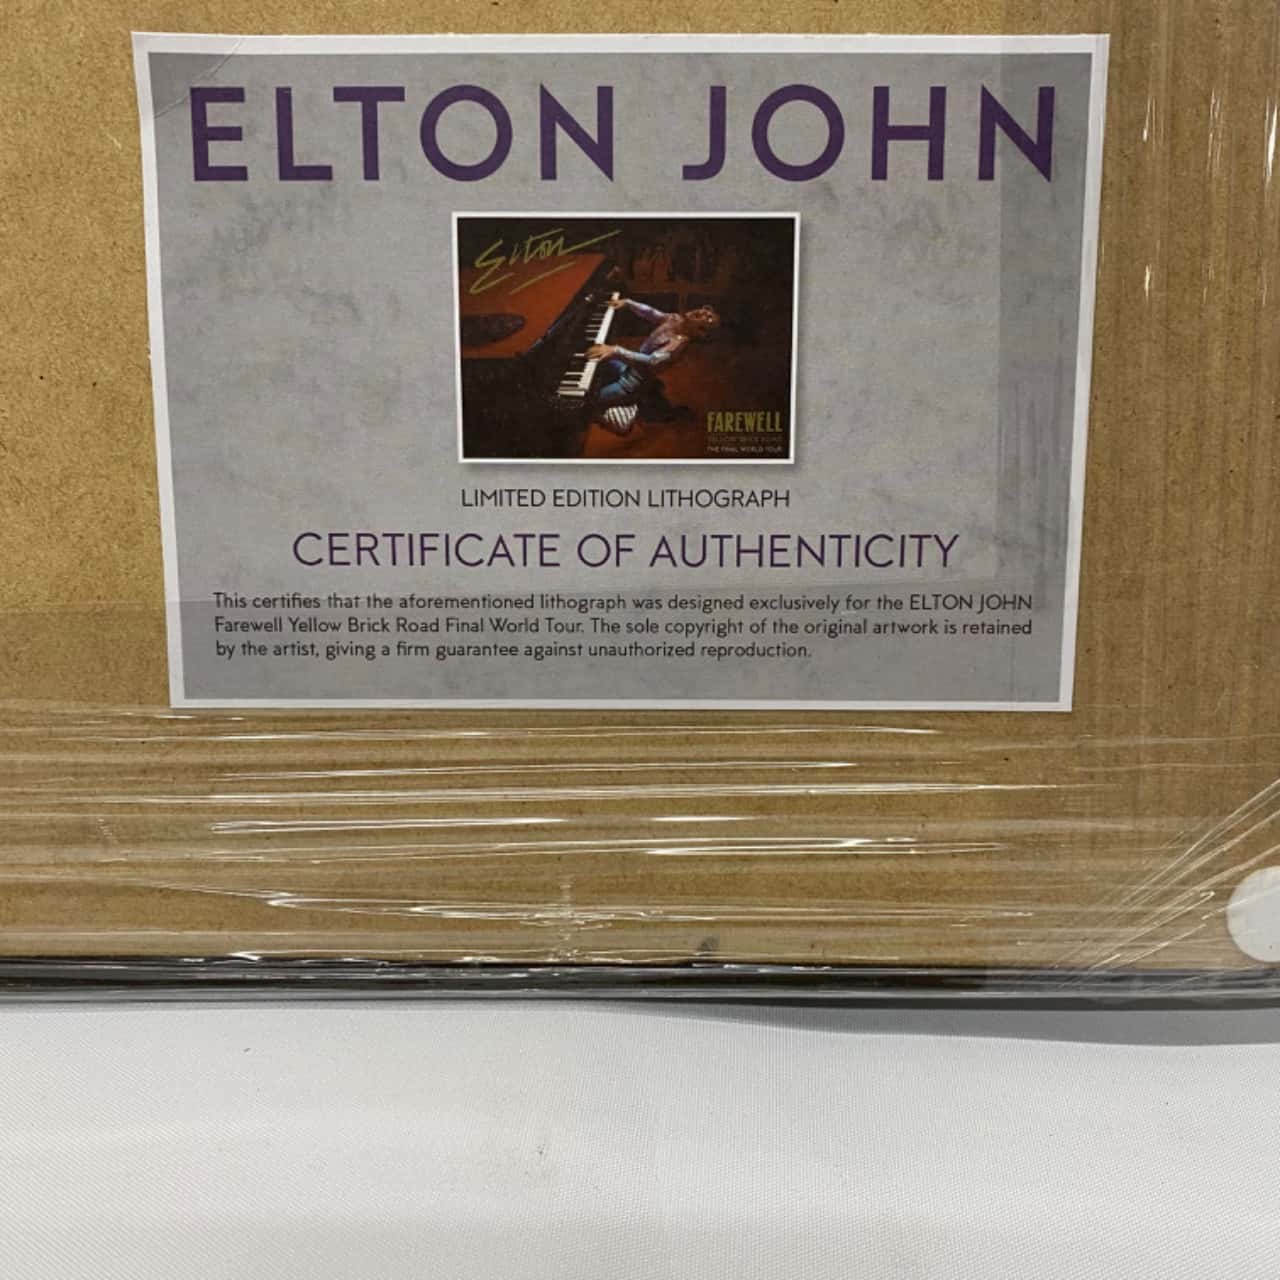 ELTON JOHN
Elton
FAREWELL
YELLOW BRICK ROAD
THE FINAL WORLD TOUR
LIMITED EDITION LITHOGRAPH
CERTIFICATE OF AUTHENTICITY
This certifies that the aforementioned lithograph was designed exclusively for the ELTON JOHN
Farewell Yellow Brick Road Final World Tour. The sole copyright of the original artwork is retained
by the artist, giving a firm guarantee against unauthorized reproduction.